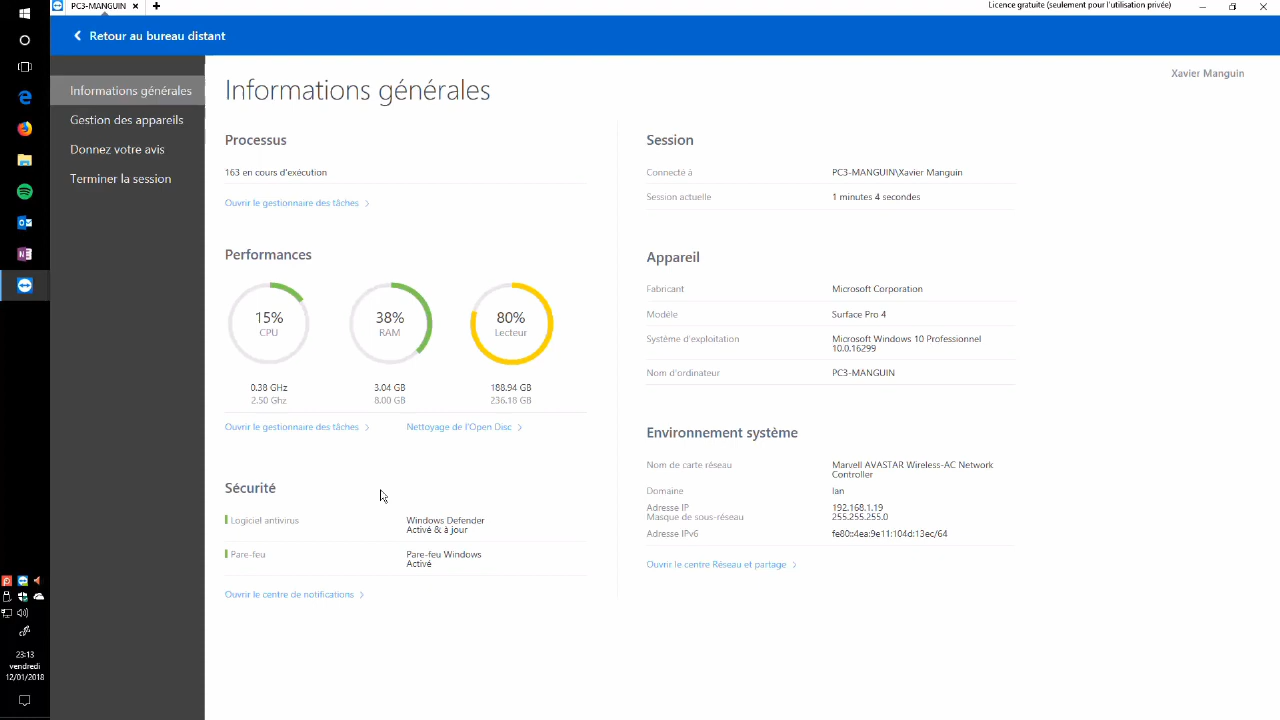 PC3-MANGUIN
Licence gratuite (seulement pour l'utilisation privée)
Retour au bureau distant
Informations générales
Gestion des appareils
Donnez votre avis
Terminer la session
Xavier Manguin
Informations générales
Processus
163 en cours d'exécution
Ouvrir le gestionnaire des tâches
Performances
15% 38% 80%
CPU RAM Lecteur
0.38 GHz 3.04 GB 188.94 GB
2.50 Ghz 8.00 GB 236.18 GB
Ouvrir le gestionnaire des tâches Nettoyage de l'Open Disc
Sécurité
Logiciel antivirus Windows Defender
Activé & à jour
Pare-feu Pare-feu Windows
Activé
Ouvrir le centre de notifications
Session
Connecté à PC3-MANGUIN\Xavier Manguin
Session actuelle 1 minutes 4 secondes
Appareil
Fabricant Microsoft Corporation
Modèle Surface Pro 4
Système d'exploitation Microsoft Windows 10 Professionnel
10.0.16299
Nom d'ordinateur PC3-MANGUIN
Environnement système
Nom de carte réseau Marvell AVASTAR Wireless-AC Network
Controller
Domaine lan
Adresse IP 192.168.1.19
Masque de sous-réseau 255.255.255.0
Adresse IPv6 fe80::4ea:9e11:104d:13ec/64
Ouvrir le centre Réseau et partage
23:13
vendredi
12/01/2018